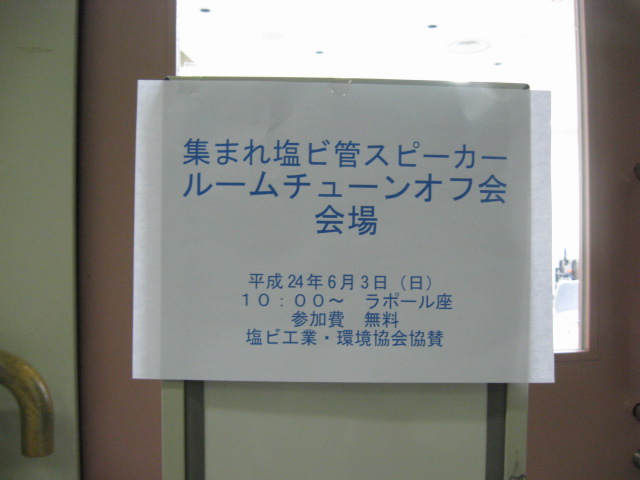 集まれ塩ビ管スピーカー
ルームチューンオフ会
会場
平成24年6月3日（日）
１０：００～　ラポール座
参加費　無料
塩ビ工業・環境協会協賛